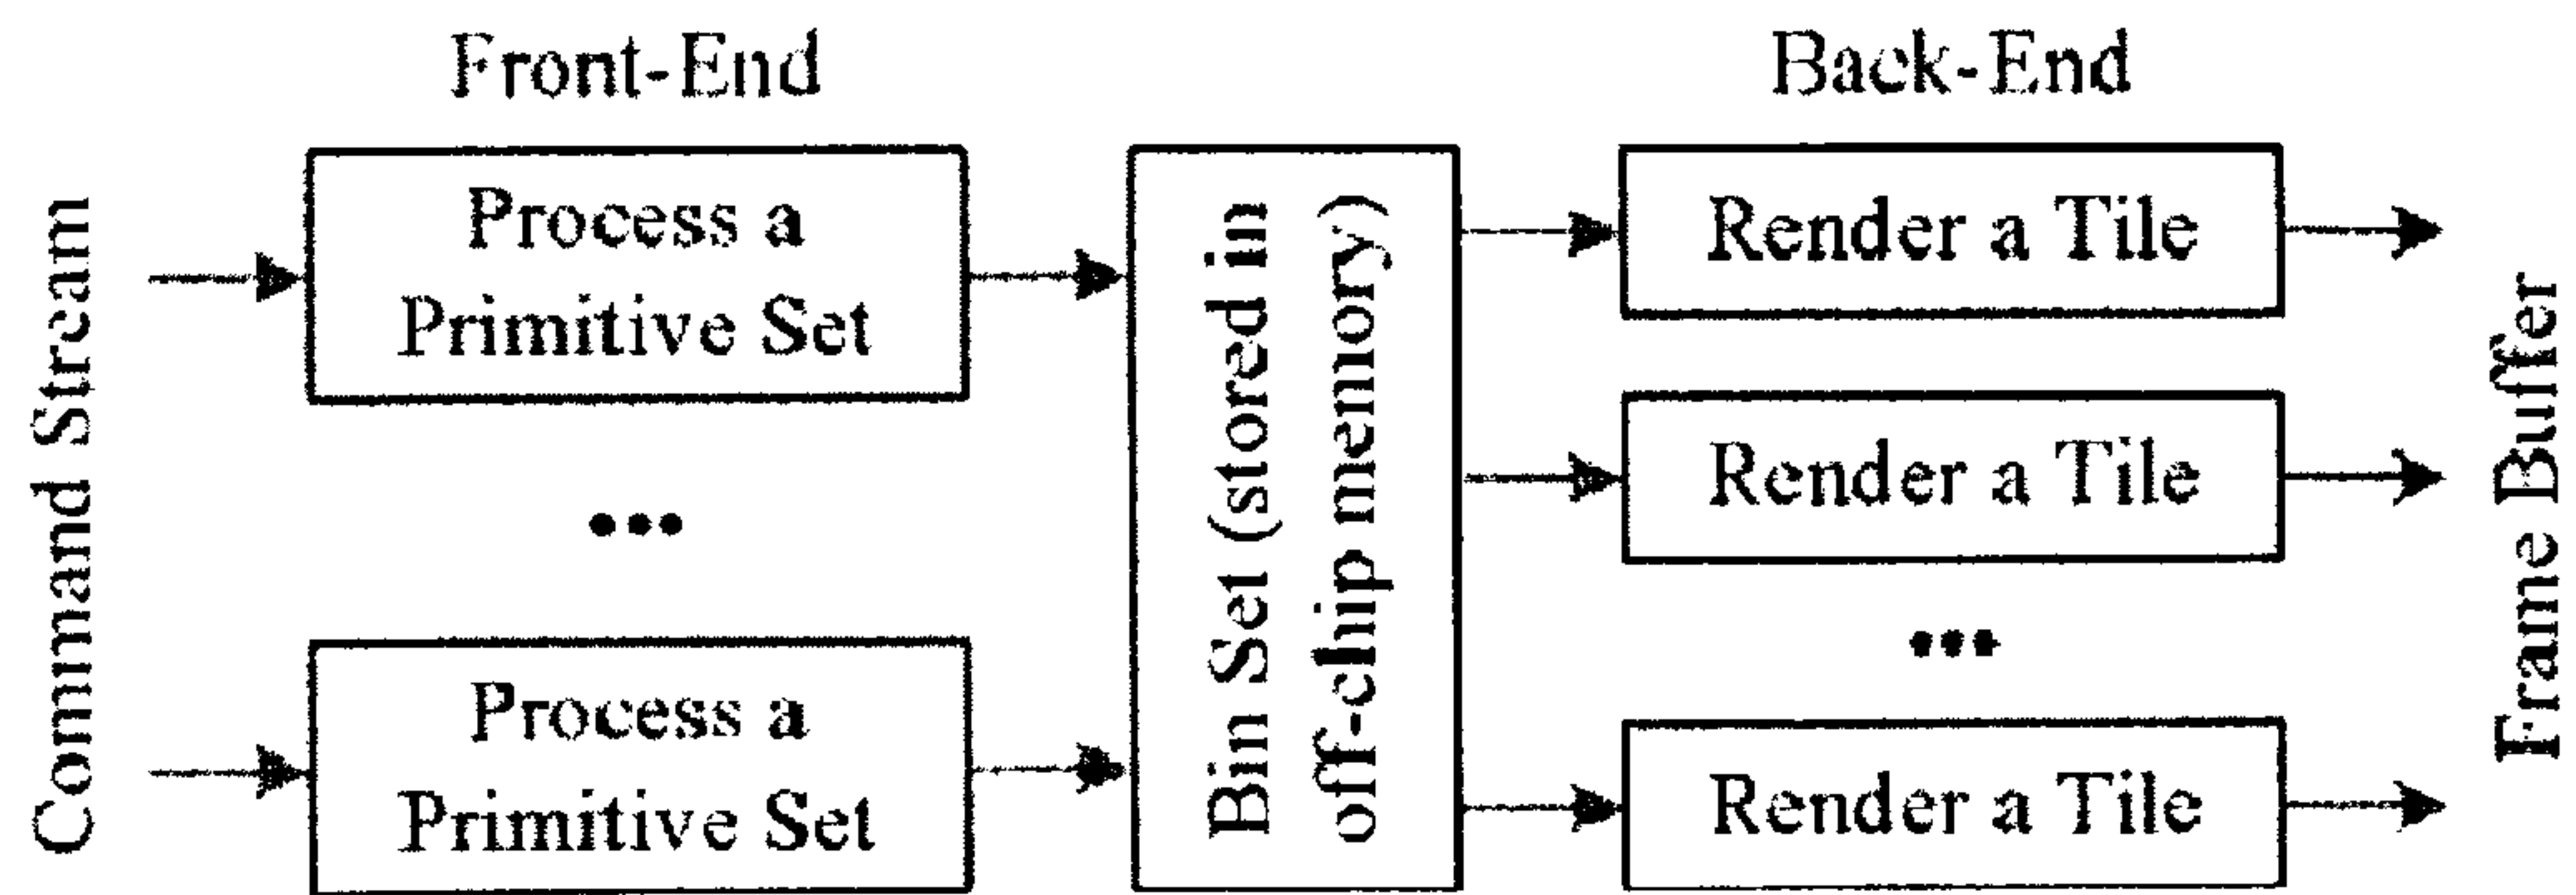 Front-End
Back-End
Command Stream
Process a
Primitive Set
•••
Process a
Primitive Set
Bin Set (stored in
off-chip memory)
Render a Tile
Render a Tile
•••
Render a Tile
Frame Buffer